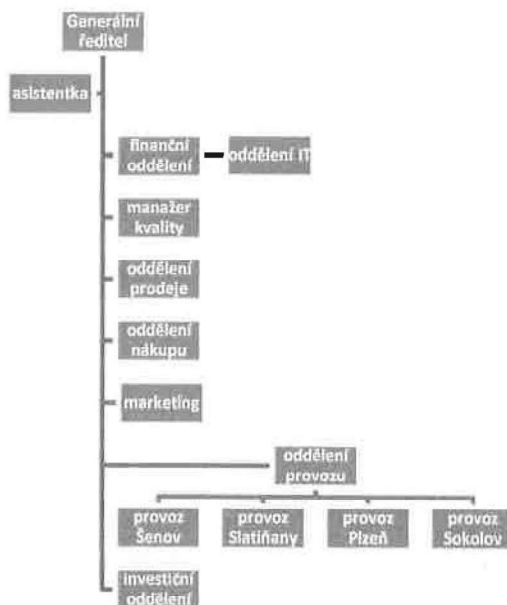 Generální
ředitel
asistentka
finanční
oddělení
oddělení IT
manažer
kvality
oddělení
prodeje
oddělení
nákupu
marketing
oddělení
provozu
provoz
Šenov
provoz
Slatiňany
provoz
Plzeň
provoz
Sokolov
investiční
oddělení